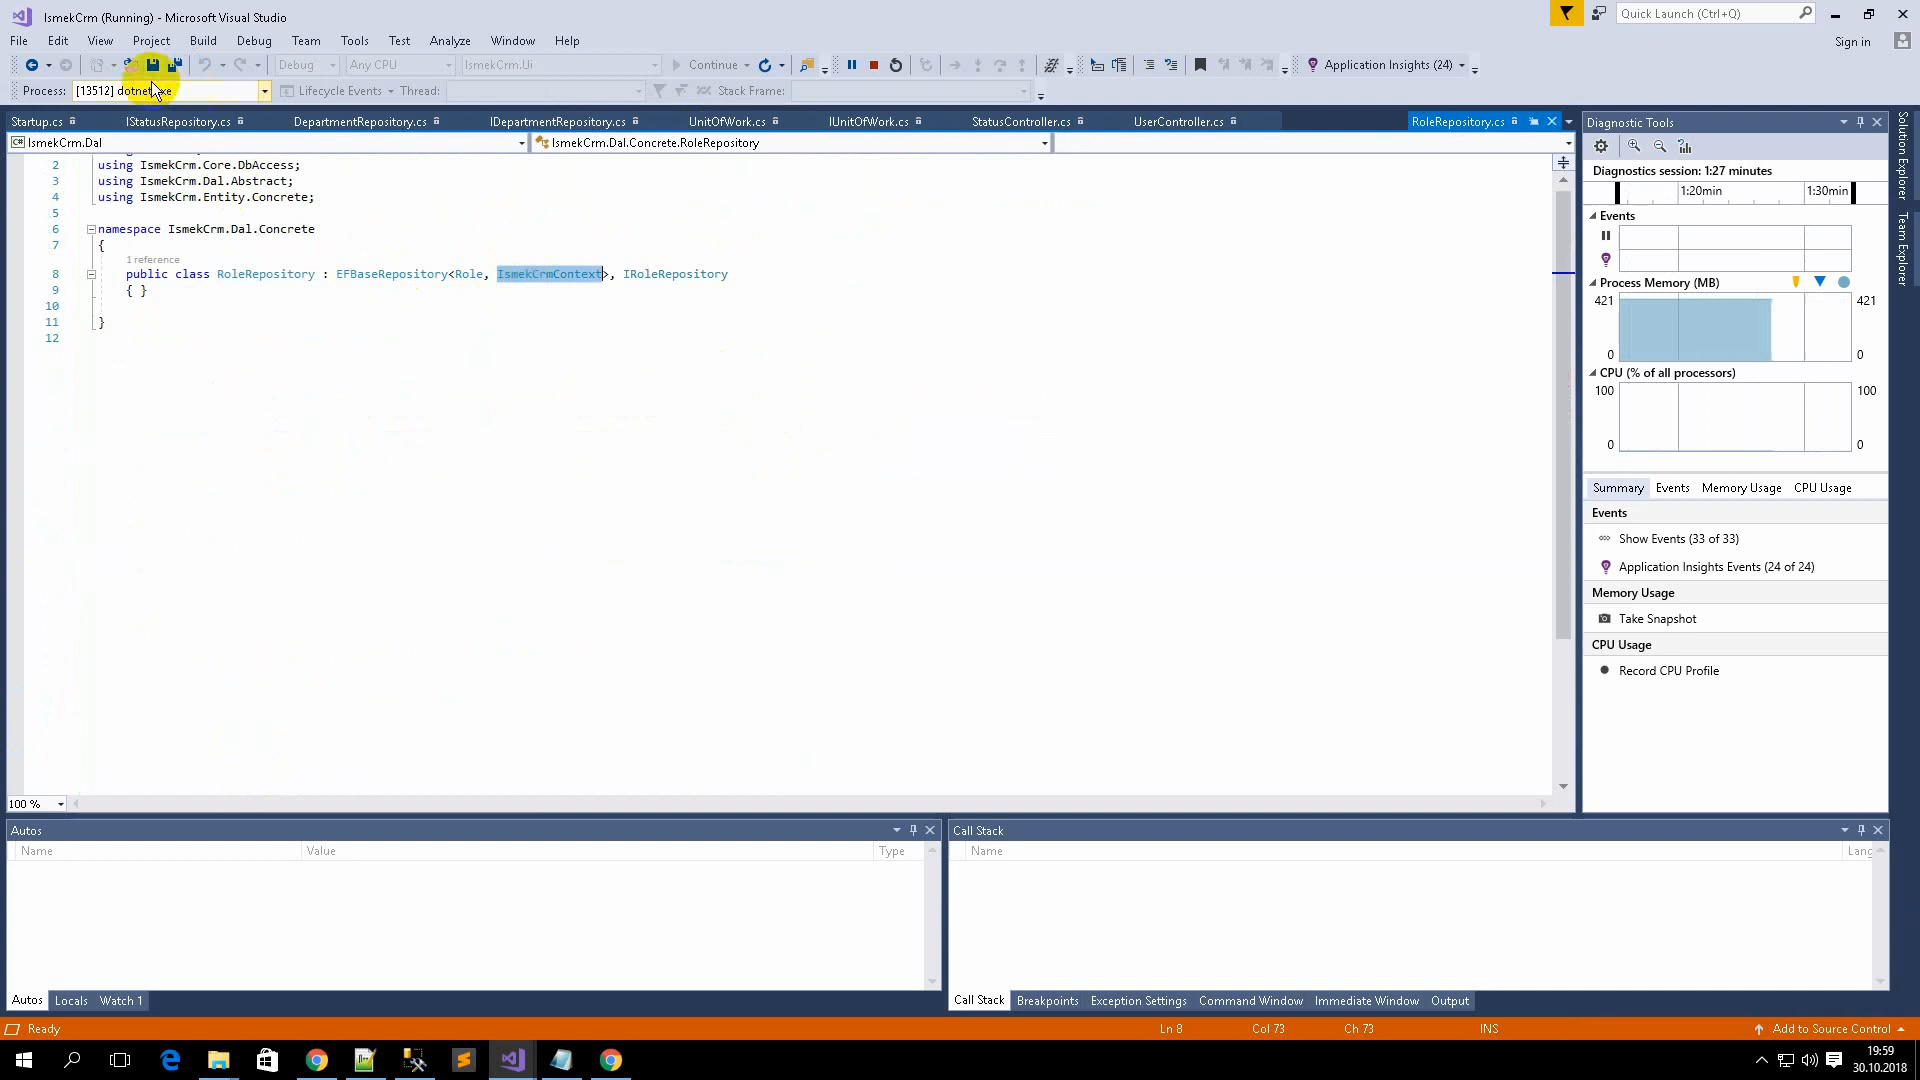 IsmekCrm (Running) - Microsoft Visual Studio
Quick Launch (Ctrl+Q)
File Edit View Project Build Debug Team Tools Test Analyze Window Help
Sign in
Debug Any CPU IsmekCrm.Ui Continue Application Insights (24)
Process: [13512] dotnet.exe Lifecycle Events Thread: Stack Frame:
Startup.cs IStatusRepository.cs DepartmentRepository.cs IDepartmentRepository.cs UnitOfWork.cs IUnitOfWork.cs StatusController.cs UserController.cs RoleRepository.cs
IsmekCrm.Dal IsmekCrm.Dal.Concrete.RoleRepository
2 using IsmekCrm.Core.DbAccess;
3 using IsmekCrm.Dal.Abstract;
4 using IsmekCrm.Entity.Concrete;
5
6 namespace IsmekCrm.Dal.Concrete
7 {
1 reference
8 public class RoleRepository : EFBaseRepository<Role, IsmekCrmContext>, IRoleRepository
9 { }
10
11 }
12
100 %
Diagnostic Tools
Diagnostics session: 1:27 minutes
1:20min 1:30min
Events
Process Memory (MB)
421 421
0 0
CPU (% of all processors)
100 100
0 0
Summary Events Memory Usage CPU Usage
Events
Show Events (33 of 33)
Application Insights Events (24 of 24)
Memory Usage
Take Snapshot
CPU Usage
Record CPU Profile
Solution Explorer
Team Explorer
Autos
Name Value Type
Autos Locals Watch 1
Call Stack
Name Lang
Call Stack Breakpoints Exception Settings Command Window Immediate Window Output
Ready Ln 8 Col 73 Ch 73 INS Add to Source Control
19:59
30.10.2018